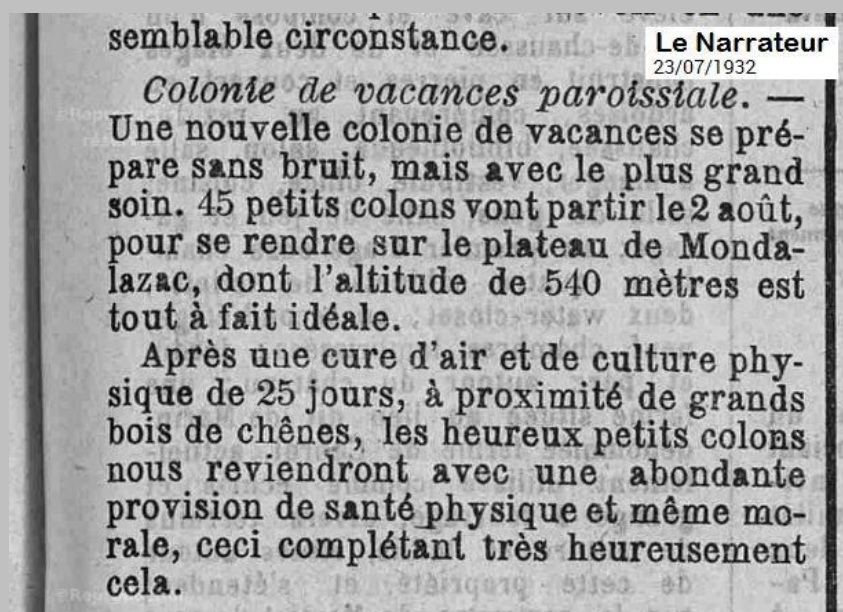 semblable circonstance.
Le Narrateur
23/07/1932
Colonie de vacances paroissiale. —
Une nouvelle colonie de vacances se pré-
pare sans bruit, mais avec le plus grand
soin. 45 petits colons vont partir le 2 août,
pour se rendre sur le plateau de Monda-
lazac, dont l'altitude de 540 mètres est
tout à fait idéale.
Après une cure d'air et de culture phy-
sique de 25 jours, à proximité de grands
bois de chênes, les heureux petits colons
nous reviendront avec une abondante
provision de santé physique et même mo-
rale, ceci complétant très heureusement
cela.